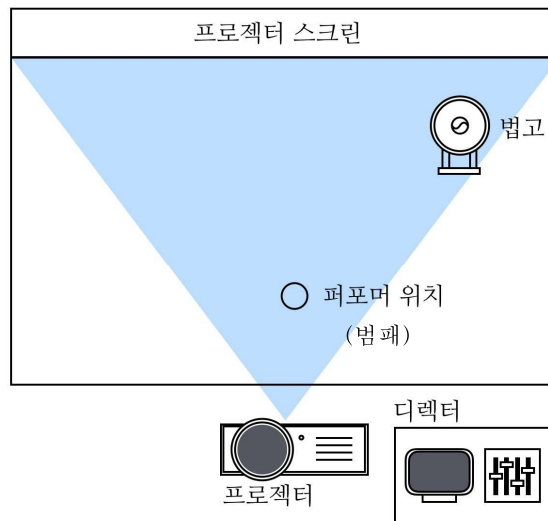 프로젝터 스크린
법고
퍼포머 위치
(범패)
디렉터
프로젝터